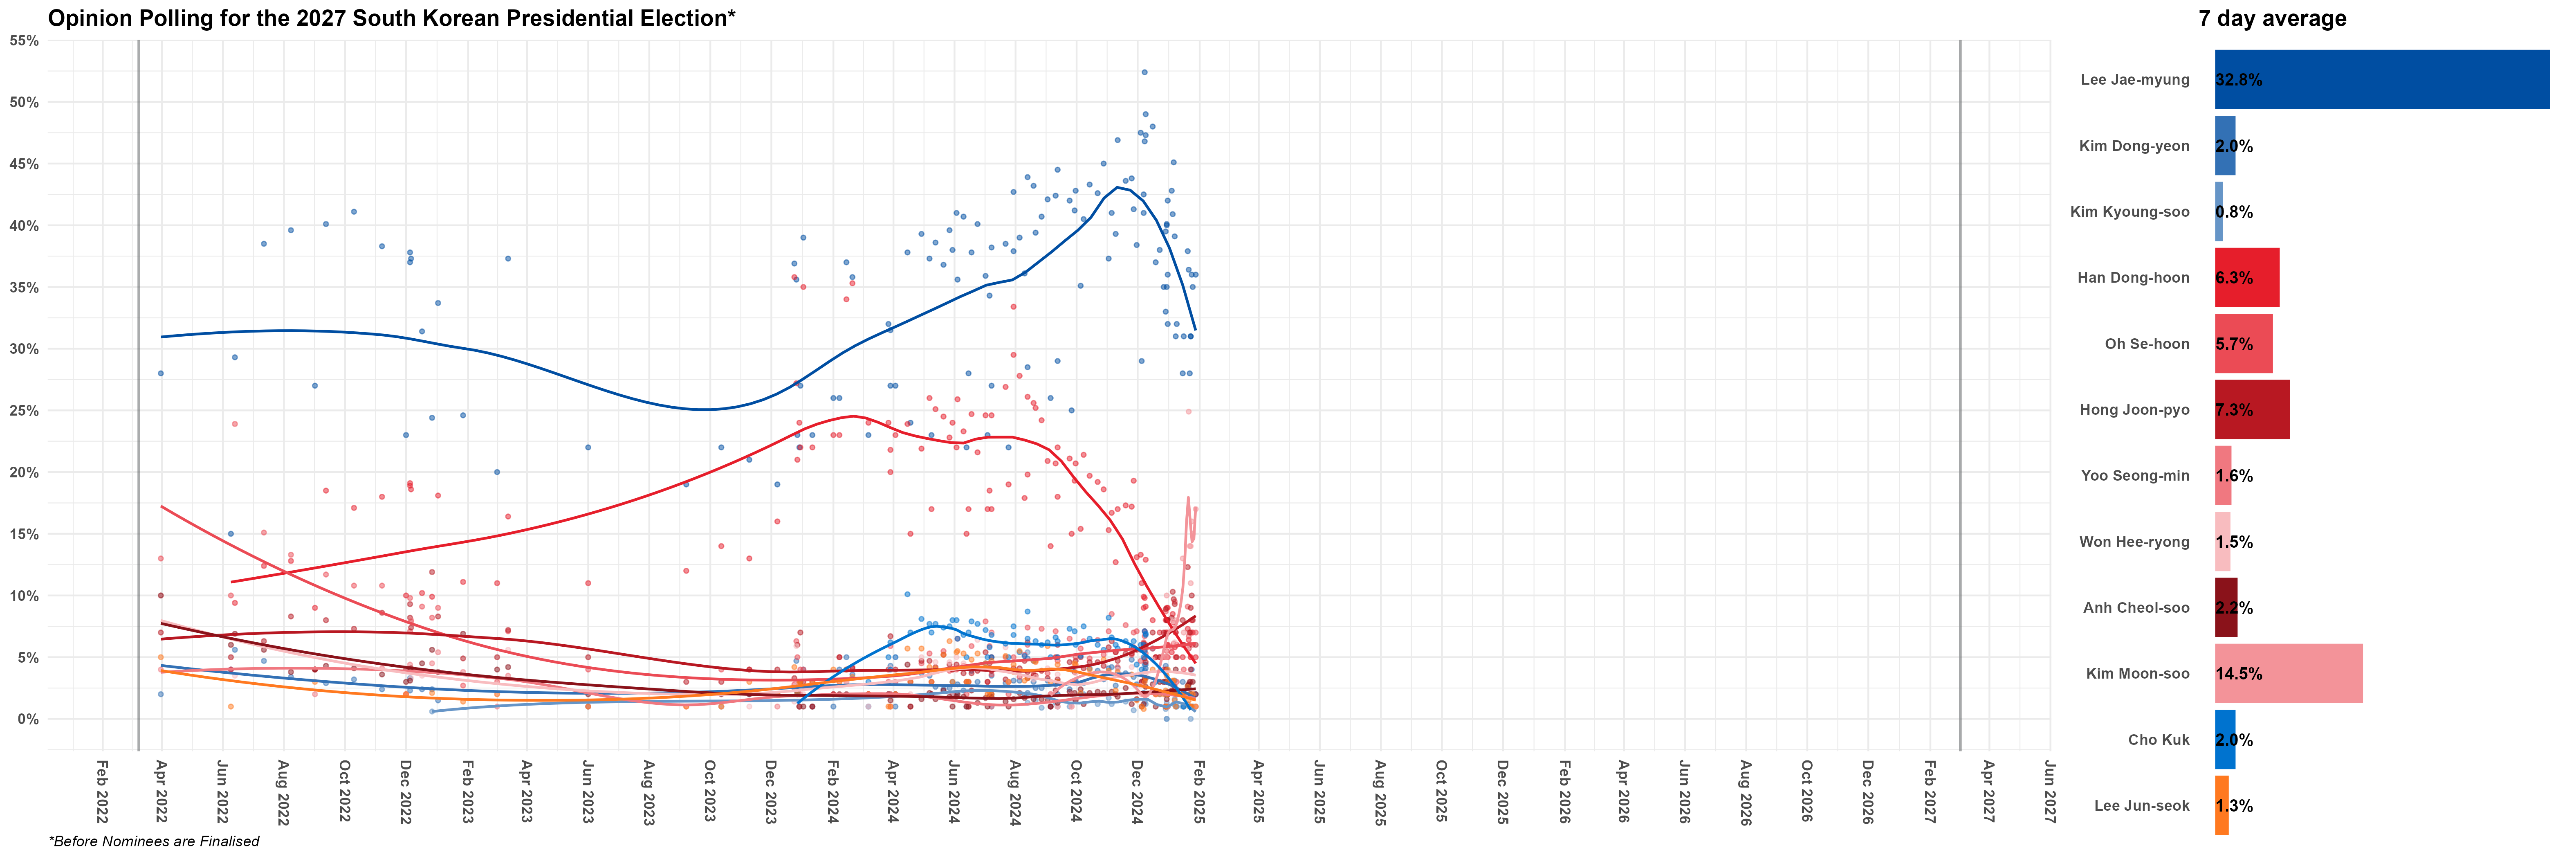 Opinion Polling for the 2027 South Korean Presidential Election*
7 day average
55%
50%
45%
40%
35%
30%
25%
20%
15%
10%
5%
0%
Feb 2022
Apr 2022
Jun 2022
Aug 2022
Oct 2022
Dec 2022
Feb 2023
Apr 2023
Jun 2023
Aug 2023
Oct 2023
Dec 2023
Feb 2024
Apr 2024
Jun 2024
Aug 2024
Oct 2024
Dec 2024
Feb 2025
Apr 2025
Jun 2025
Aug 2025
Oct 2025
Dec 2025
Feb 2026
Apr 2026
Jun 2026
Aug 2026
Oct 2026
Dec 2026
Feb 2027
Apr 2027
Jun 2027
*Before Nominees are Finalised
Lee Jae-myung 32.8%
Kim Dong-yeon 2.0%
Kim Kyoung-soo 0.8%
Han Dong-hoon 6.3%
Oh Se-hoon 5.7%
Hong Joon-pyo 7.3%
Yoo Seong-min 1.6%
Won Hee-ryong 1.5%
Anh Cheol-soo 2.2%
Kim Moon-soo 14.5%
Cho Kuk 2.0%
Lee Jun-seok 1.3%